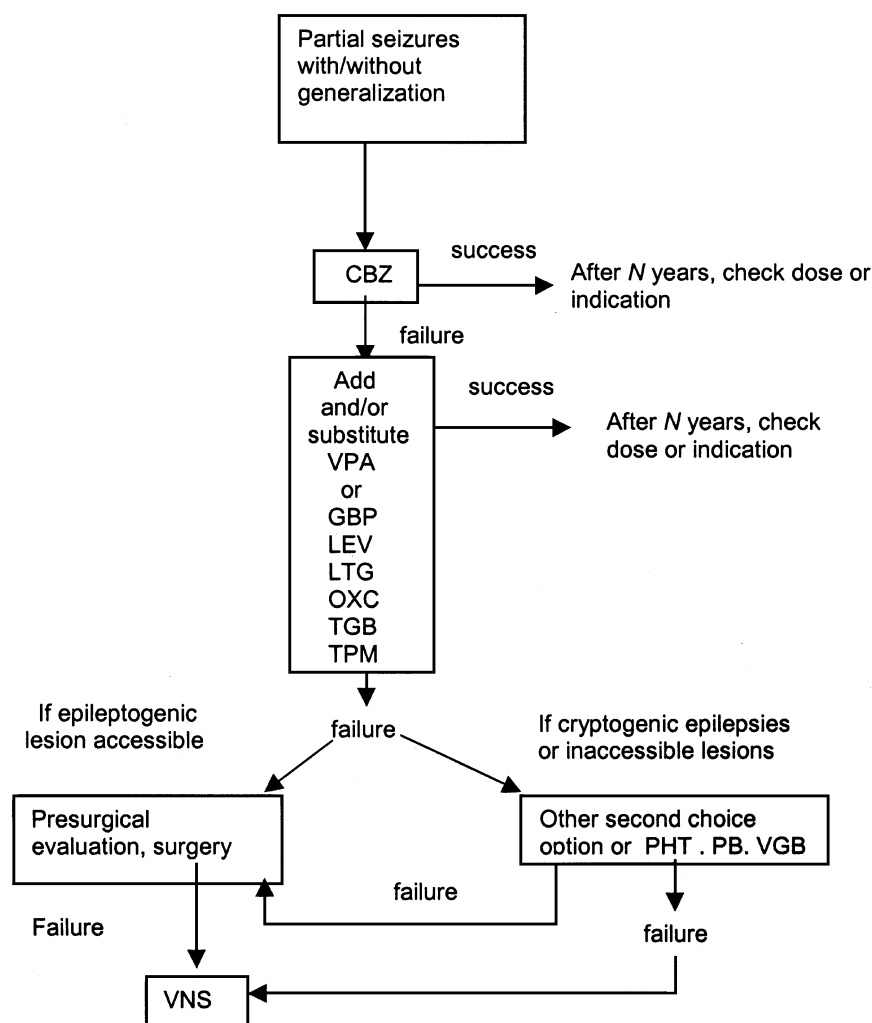 Partial seizures
with/without
generalization
success
CBZ
After N years, check dose or
indication
failure
Add
and/or
substitute
VPA
or
GBP
LEV
LTG
OXC
TGB
TPM
success
After N years, check
dose or indication
failure
If epileptogenic
lesion accessible
If cryptogenic epilepsies
or inaccessible lesions
Presurgical
evaluation, surgery
Other second choice
option or PHT . PB. VGB
failure
Failure
failure
VNS